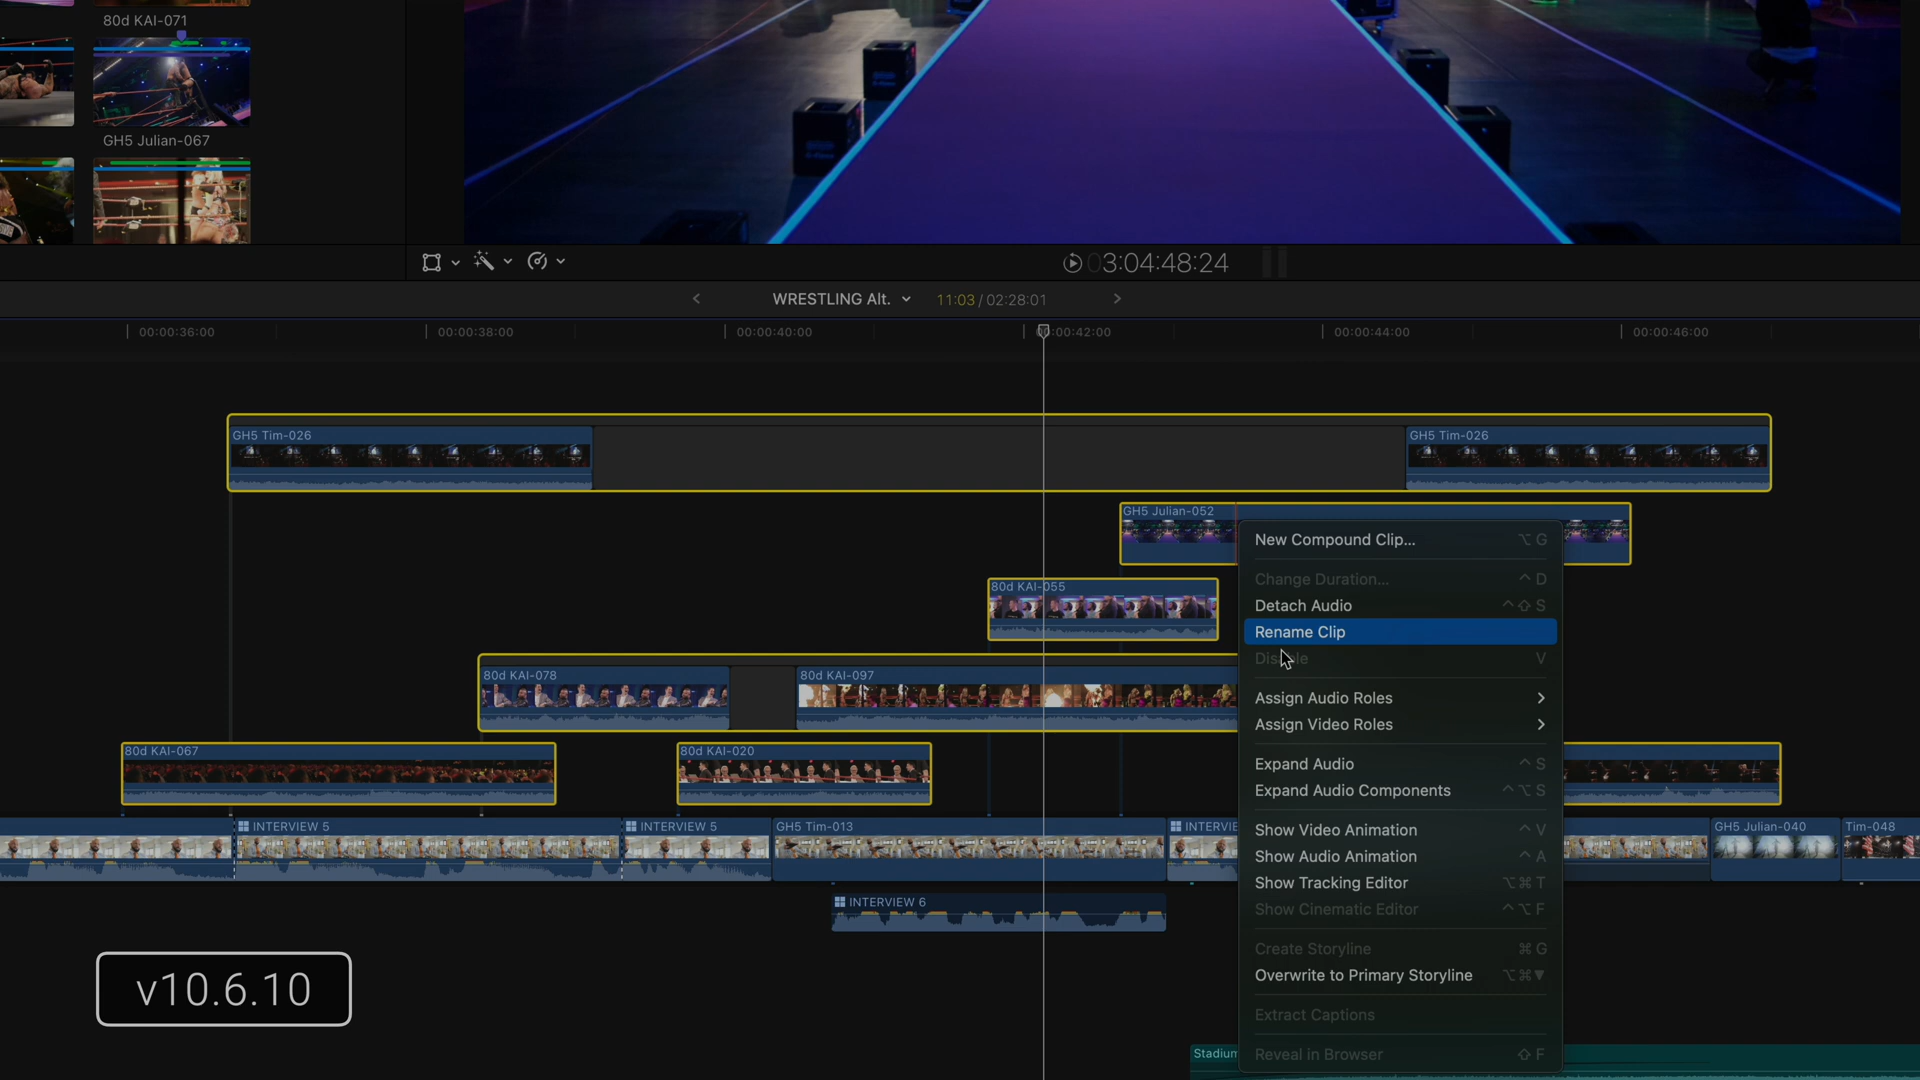 80d KAI-071
GH5 Julian-067
03:04:48:24
WRESTLING Alt.
11:03 / 02:28:01
00:00:36:00
00:00:38:00
00:00:40:00
00:00:42:00
00:00:44:00
00:00:46:00
GH5 Tim-026
GH5 Tim-026
GH5 Julian-052
80d KAI-055
80d KAI-078
80d KAI-097
80d KAI-067
80d KAI-020
INTERVIEW 5
INTERVIEW 5
GH5 Tim-013
INTERVIE
GH5 Julian-040
Tim-048
INTERVIEW 6
Stadium
New Compound Clip... ⌥ G
Change Duration... ^ D
Detach Audio ^ ⇧ S
Rename Clip
Disable V
Assign Audio Roles
Assign Video Roles
Expand Audio ^ S
Expand Audio Components ^ ⌥ S
Show Video Animation ^ V
Show Audio Animation ^ A
Show Tracking Editor ⌥ ⌘ T
Show Cinematic Editor ^ ⌥ F
Create Storyline ⌘ G
Overwrite to Primary Storyline ⌥ ⌘ ▼
Extract Captions
Reveal in Browser ⇧ F
v10.6.10